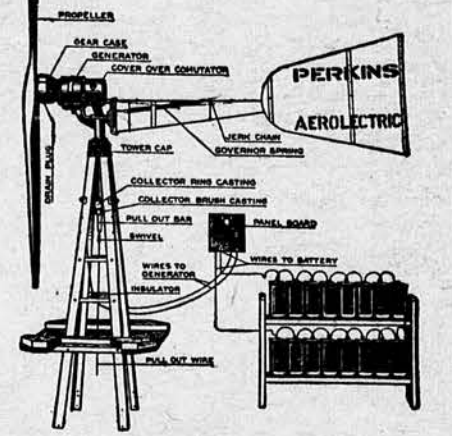 PROPELLER
GEAR CASE
GENERATOR
COVER OVER COMUTATOR
PERKINS
AEROLECTRIC
JERK CHAIN
GOVERNOR SPRING
DRAIN PLUG
TOWER CAP
COLLECTOR RING CASTING
COLLECTOR BRUSH CASTING
PULL OUT BAR
PANEL BOARD
SWIVEL
WIRES TO BATTERY
WIRES TO
GENERATOR
INSULATOR
PULL OUT WIRE